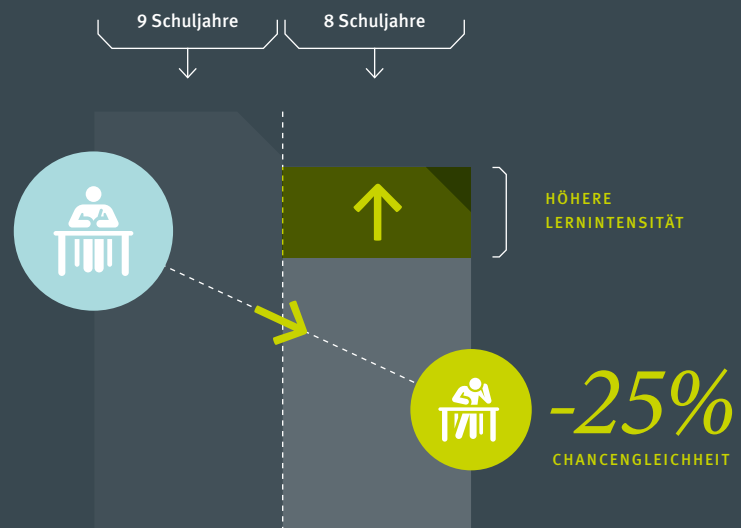 9 Schuljahre
8 Schuljahre
HÖHERE
LERNINTENSITÄT
-25%
CHANCENGLEICHHEIT